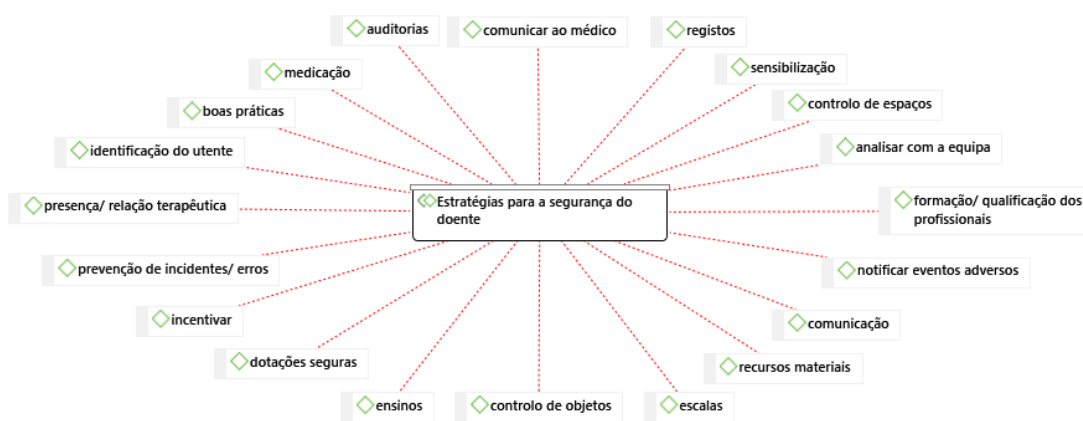 auditorias
comunicar ao médico
registos
medicação
sensibilização
boas práticas
controlo de espaços
identificação do utente
analisar com a equipa
presença/ relação terapêutica
Estratégias para a segurança do
doente
formação/ qualificação dos
profissionais
prevenção de incidentes/ erros
notificar eventos adversos
incentivar
comunicação
dotações seguras
recursos materiais
ensinos
controlo de objetos
escalas